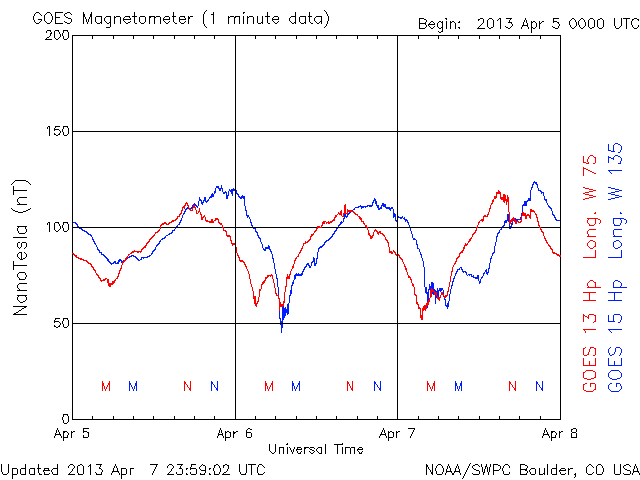 GOES Magnetometer (1 minute data)
Begin: 2013 Apr 5 0000 UTC
200
150
100
50
0
NanoTesla (nT)
M M N N M M N N M M N N
Apr 5 Apr 6 Apr 7 Apr 8
Universal Time
GOES 13 Hp Long. W 75
GOES 15 Hp Long. W 135
Updated 2013 Apr 7 23:59:02 UTC
NOAA/SWPC Boulder, CO USA